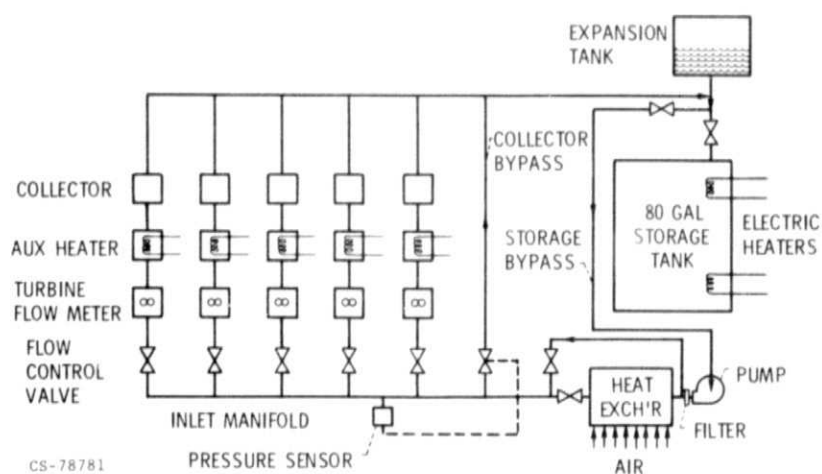 EXPANSION
TANK
COLLECTOR
BYPASS
COLLECTOR
80 GAL
STORAGE
TANK
ELECTRIC
HEATERS
AUX HEATER
STORAGE
BYPASS
TURBINE
FLOW METER
FLOW
CONTROL
VALVE
HEAT
EXCH'R
PUMP
INLET MANIFOLD
FILTER
PRESSURE SENSOR
AIR
CS-78781